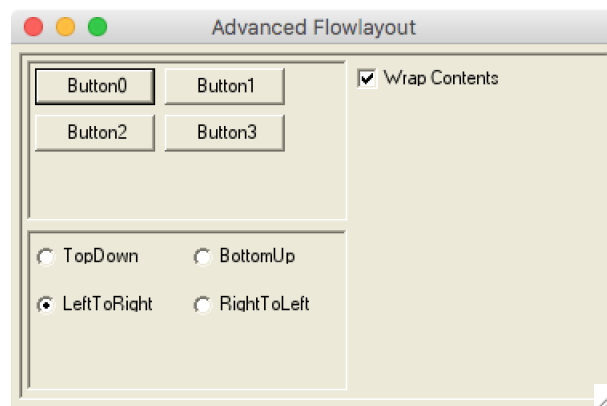 Advanced Flowlayout
Button0 Button1 Wrap Contents
Button2 Button3
TopDown BottomUp
LeftToRight RightToLeft